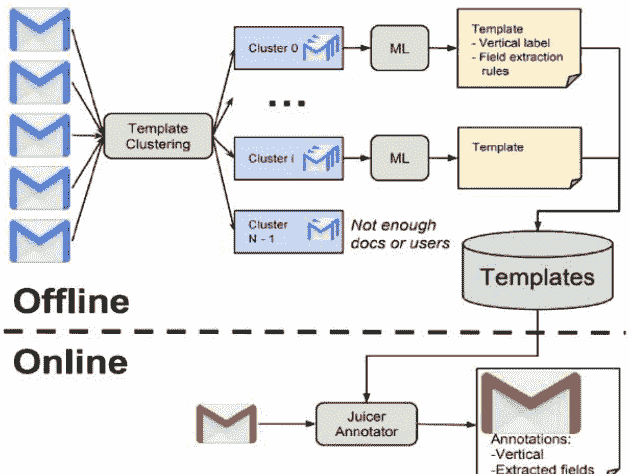 Cluster 0
ML
Template
- Vertical label
- Field extraction
rules
Template
Clustering
...
Cluster i
ML
Template
Cluster
N - 1
Not enough
docs or users
Templates
Offline
Online
Juicer
Annotator
Annotations:
-Vertical
-Extracted fields